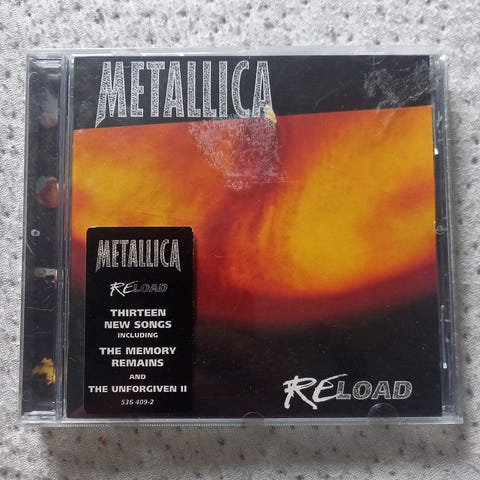 METALLICA
METALLICA
RELOAD
THIRTEEN
NEW SONGS
INCLUDING
THE MEMORY
REMAINS
AND
THE UNFORGIVEN II
536 409-2
RELOAD